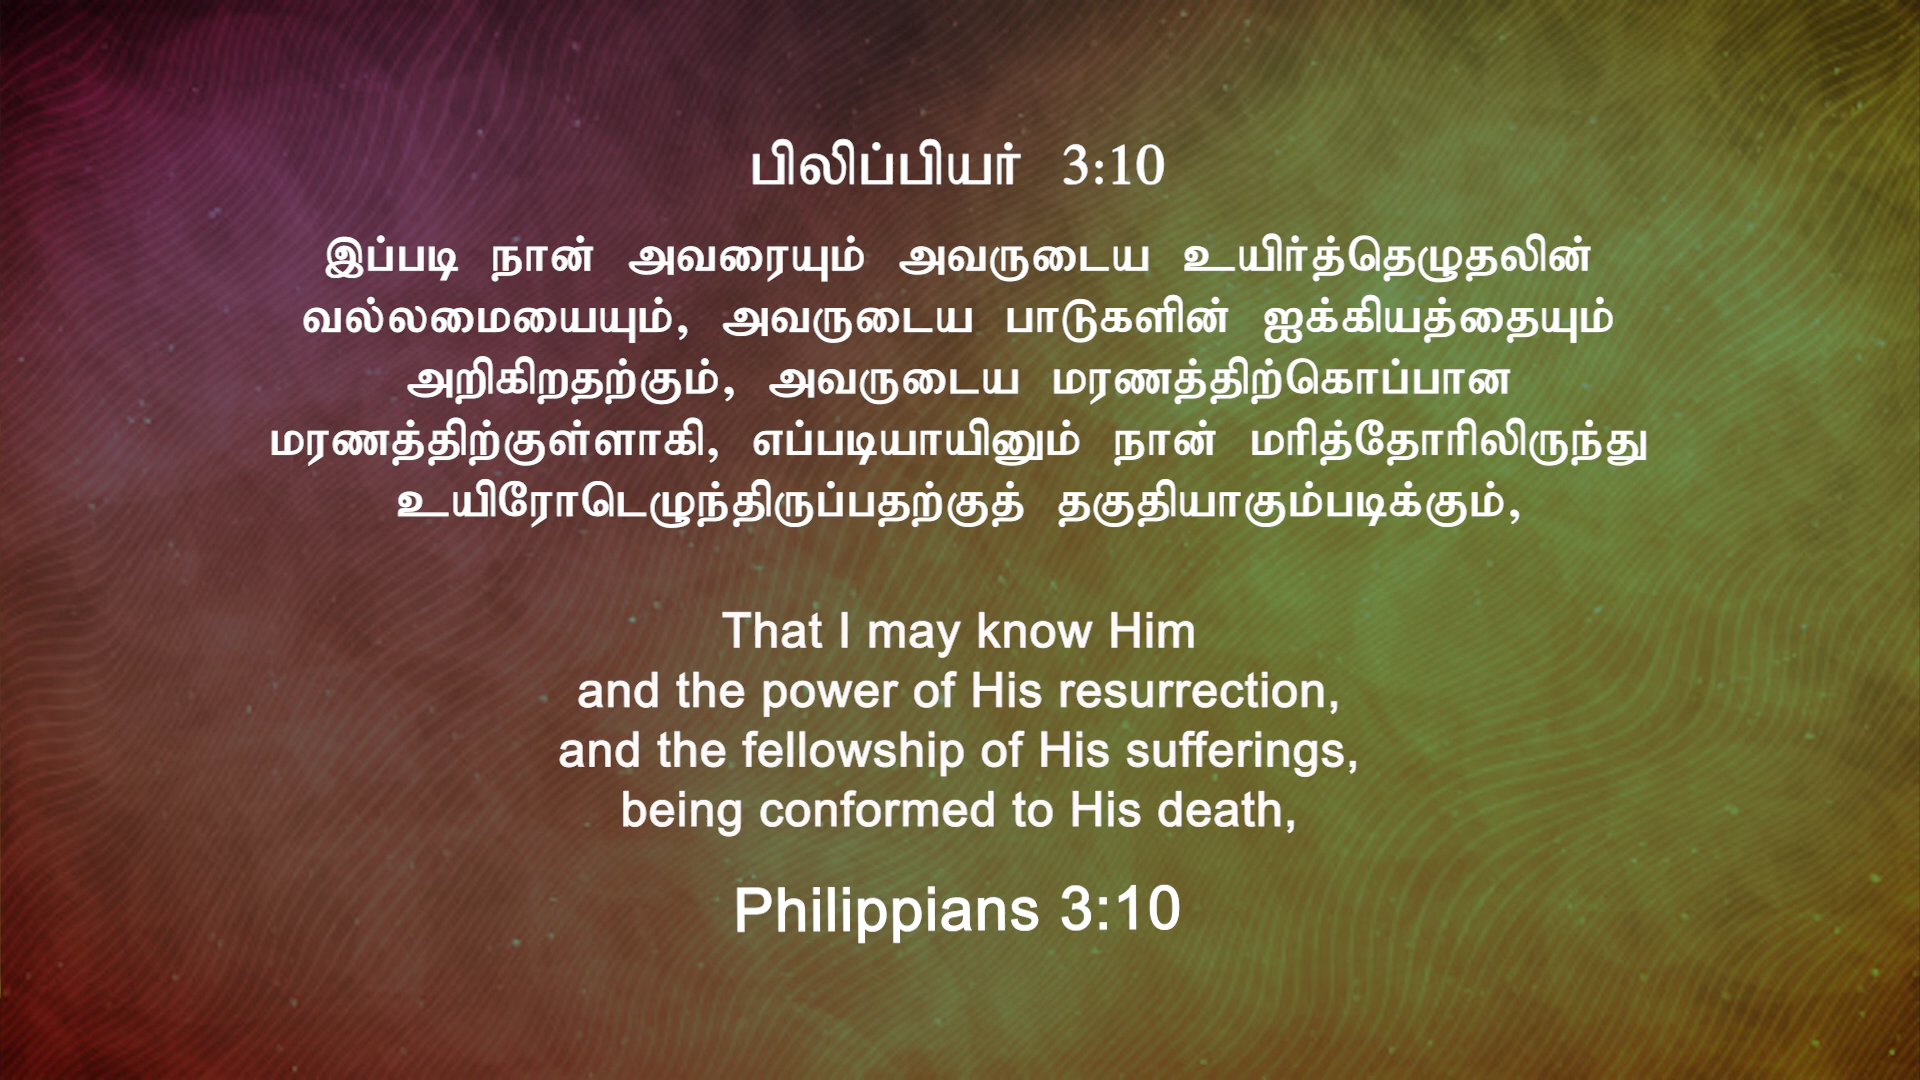 பிலிப்பியர் 3:10
இப்படி நான் அவரையும் அவருடைய உயிர்த்தெழுதலின்
வல்லமையையும், அவருடைய பாடுகளின் ஐக்கியத்தையும்
அறிகிறதற்கும், அவருடைய மரணத்திற்கொப்பான
மரணத்திற்குள்ளாகி, எப்படியாயினும் நான் மரித்தோரிலிருந்து
உயிரோடெழுந்திருப்பதற்குத் தகுதியாகும்படிக்கும்,
That I may know Him
and the power of His resurrection,
and the fellowship of His sufferings,
being conformed to His death,
Philippians 3:10